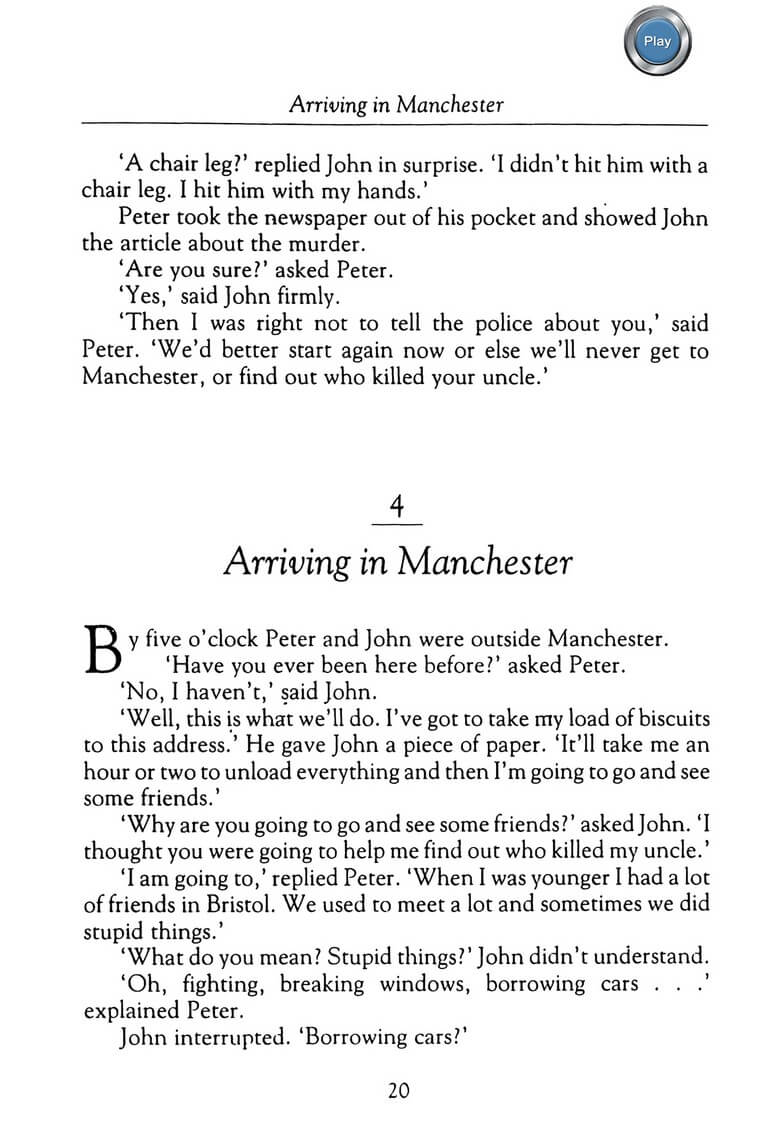 Play
Arriving in Manchester
‘A chair leg?’ replied John in surprise. ‘I didn’t hit him with a
chair leg. I hit him with my hands.’
Peter took the newspaper out of his pocket and showed John
the article about the murder.
‘Are you sure?’ asked Peter.
‘Yes,’ said John firmly.
‘Then I was right not to tell the police about you,’ said
Peter. ‘We’d better start again now or else we’ll never get to
Manchester, or find out who killed your uncle.’
4
Arriving in Manchester
By five o’clock Peter and John were outside Manchester.
‘Have you ever been here before?’ asked Peter.
‘No, I haven’t,’ said John.
‘Well, this is what we’ll do. I’ve got to take my load of biscuits
to this address.’ He gave John a piece of paper. ‘It’ll take me an
hour or two to unload everything and then I’m going to go and see
some friends.’
‘Why are you going to go and see some friends?’ asked John. ‘I
thought you were going to help me find out who killed my uncle.’
‘I am going to,’ replied Peter. ‘When I was younger I had a lot
of friends in Bristol. We used to meet a lot and sometimes we did
stupid things.’
‘What do you mean? Stupid things?’ John didn’t understand.
‘Oh, fighting, breaking windows, borrowing cars . . .’
explained Peter.
John interrupted. ‘Borrowing cars?’
20